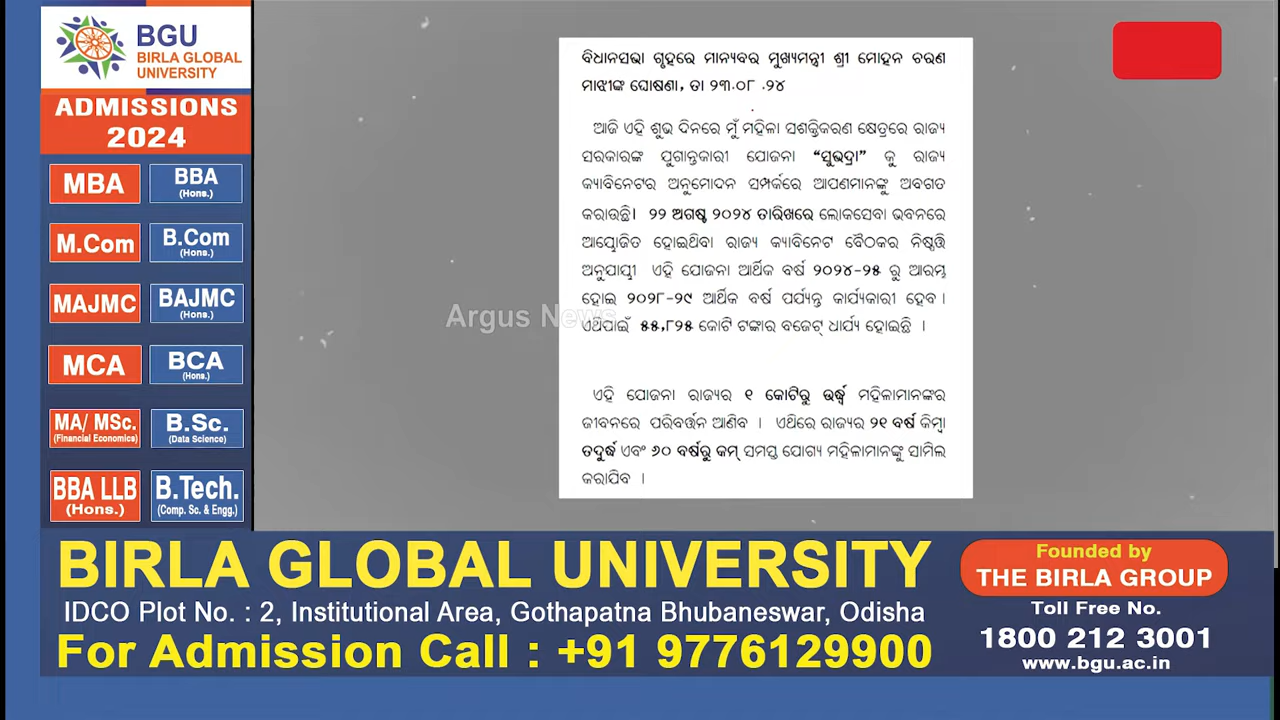 BGU
BIRLA GLOBAL
UNIVERSITY
ADMISSIONS
2024
MBA
BBA
(Hons.)
M.Com
B.Com
(Hons.)
MAJMC
BAJMC
(Hons.)
MCA
BCA
(Hons.)
MA/ MSc.
(Financial Economics)
B.Sc.
(Data Science)
BBA LLB
(Hons.)
B.Tech.
(Comp. Sc. & Engg.)
ବିଧାନସଭା ଗୃହରେ ମାନ୍ୟବର ମୁଖ୍ୟମନ୍ତ୍ରୀ ଶ୍ରୀ ମୋହନ ଚରଣ
ମାଝୀଙ୍କ ଘୋଷଣା, ତା ୨୩.୦୮ .୨୪
ଆଜି ଏହି ଶୁଭ ଦିନରେ ମୁଁ ମହିଳା ସଶକ୍ତିକରଣ କ୍ଷେତ୍ରରେ ରାଜ୍ୟ
ସରକାରଙ୍କ ଯୁଗାନ୍ତକାରୀ ଯୋଜନା “ସୁଭଦ୍ରା” କୁ ରାଜ୍ୟ
କ୍ୟାବିନେଟର ଅନୁମୋଦନ ସମ୍ପର୍କରେ ଆପଣମାନଙ୍କୁ ଅବଗତ
କରାଉଛି। ୨୨ ଅଗଷ୍ଟ ୨୦୨୪ ତାରିଖରେ ଲୋକସେବା ଭବନରେ
ଆୟୋଜିତ ହୋଇଥିବା ରାଜ୍ୟ କ୍ୟାବିନେଟ ବୈଠକର ନିଷ୍ପତ୍ତି
ଅନୁଯାୟୀ ଏହି ଯୋଜନା ଆର୍ଥିକ ବର୍ଷ ୨୦୨୪-୨୫ ରୁ ଆରମ୍ଭ
ହୋଇ ୨୦୨୮-୨୯ ଆର୍ଥିକ ବର୍ଷ ପର୍ଯ୍ୟନ୍ତ କାର୍ଯ୍ୟକାରୀ ହେବ।
ଏଥିପାଇଁ ୫୫,୮୨୫ କୋଟି ଟଙ୍କାର ବଜେଟ୍ ଧାର୍ଯ୍ୟ ହୋଇଛି ।
ଏହି ଯୋଜନା ରାଜ୍ୟର ୧ କୋଟିରୁ ଉର୍ଦ୍ଧ୍ୱ ମହିଳାମାନଙ୍କର
ଜୀବନରେ ପରିବର୍ତ୍ତନ ଆଣିବ । ଏଥିରେ ରାଜ୍ୟର ୨୧ ବର୍ଷ କିମ୍ବା
ତଦୁର୍ଦ୍ଧ ଏବଂ ୬୦ ବର୍ଷରୁ କମ୍ ସମସ୍ତ ଯୋଗ୍ୟ ମହିଳାମାନଙ୍କୁ ସାମିଲ
କରାଯିବ ।
Argus News
BIRLA GLOBAL UNIVERSITY
IDCO Plot No. : 2, Institutional Area, Gothapatna Bhubaneswar, Odisha
For Admission Call : +91 9776129900
Founded by
THE BIRLA GROUP
Toll Free No.
1800 212 3001
www.bgu.ac.in